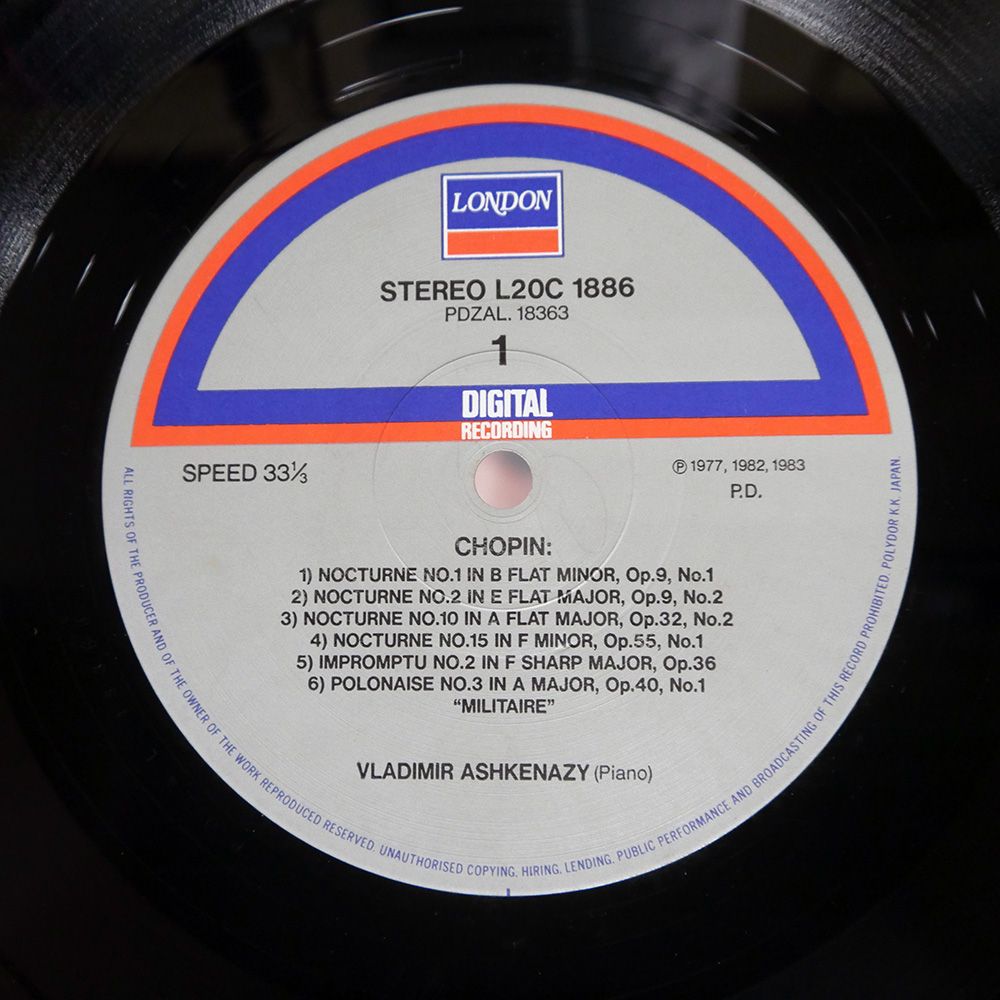 LONDON
STEREO L20C 1886
PDZAL. 18363
1
DIGITAL
RECORDING
SPEED 33⅓
Ⓟ 1977, 1982, 1983
P.D.
CHOPIN:
1) NOCTURNE NO.1 IN B FLAT MINOR, Op.9, No.1
2) NOCTURNE NO.2 IN E FLAT MAJOR, Op.9, No.2
3) NOCTURNE NO.10 IN A FLAT MAJOR, Op.32, No.2
4) NOCTURNE NO.15 IN F MINOR, Op.55, No.1
5) IMPROMPTU NO.2 IN F SHARP MAJOR, Op.36
6) POLONAISE NO.3 IN A MAJOR, Op.40, No.1
"MILITAIRE"
VLADIMIR ASHKENAZY (Piano)
ALL RIGHTS OF THE PRODUCER AND OF THE OWNER OF THE WORK REPRODUCED RESERVED. UNAUTHORISED COPYING. HIRING. LENDING. PUBLIC PERFORMANCE AND BROADCASTING OF THIS RECORD PROHIBITED. POLYDOR K.K. JAPAN.